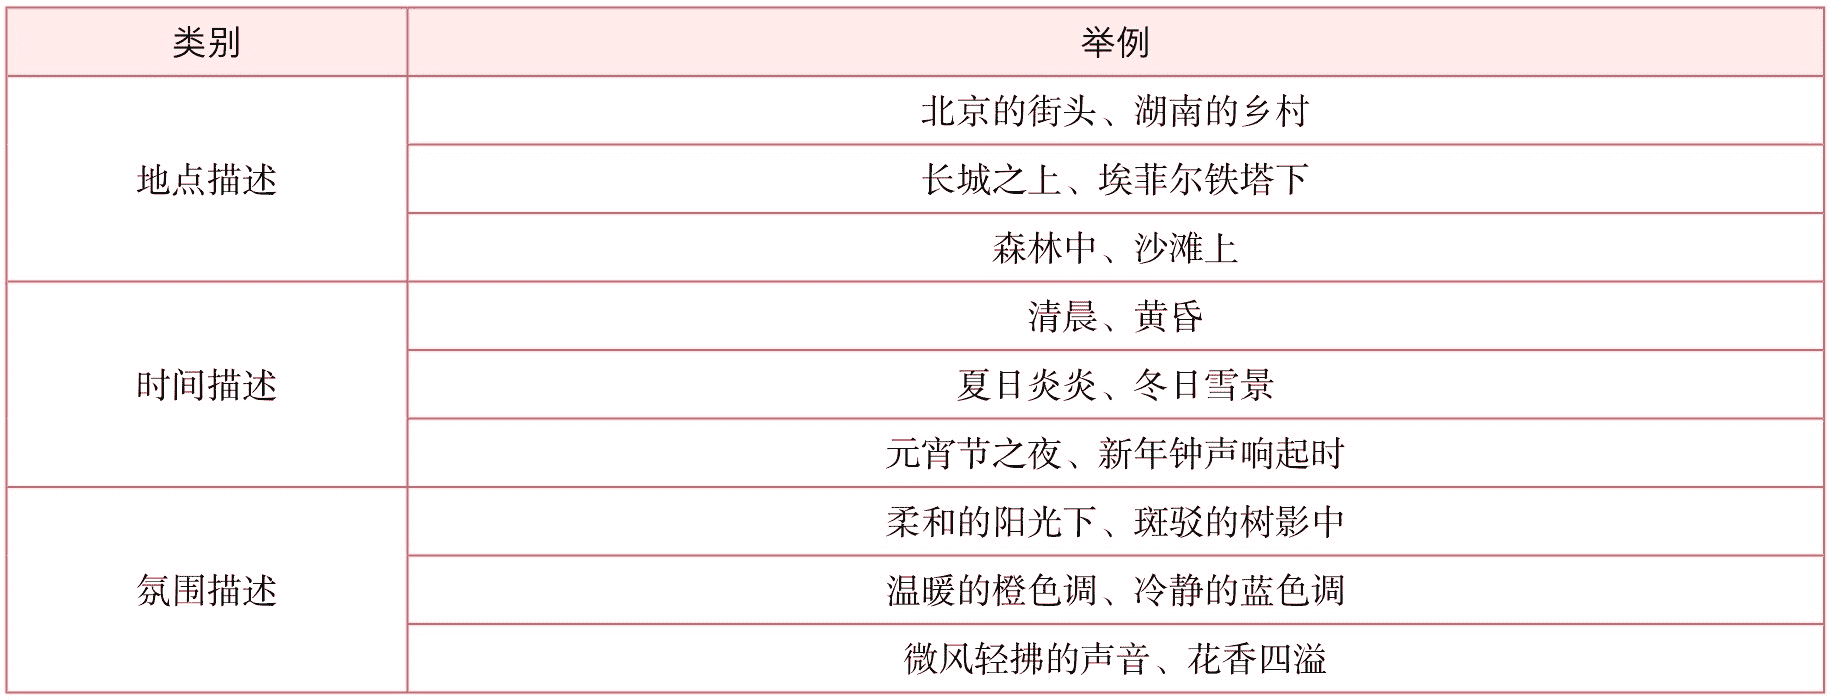 类别 举例
北京的街头、湖南的乡村
地点描述 长城之上、埃菲尔铁塔下
森林中、沙滩上
清晨、黄昏
时间描述 夏日炎炎、冬日雪景
元宵节之夜、新年钟声响起时
柔和的阳光下、斑驳的树影中
氛围描述 温暖的橙色调、冷静的蓝色调
微风轻拂的声音、花香四溢